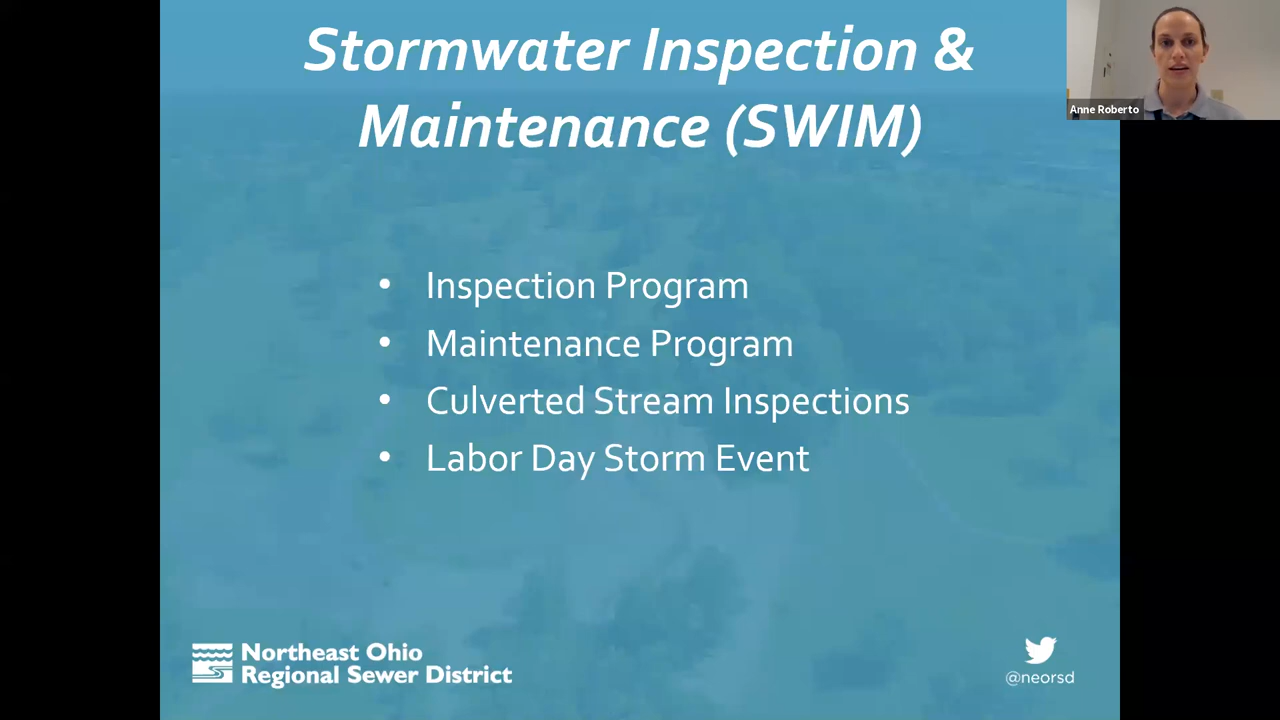 Stormwater Inspection &
Maintenance (SWIM)
Anne Roberto
• Inspection Program
• Maintenance Program
• Culverted Stream Inspections
• Labor Day Storm Event
Northeast Ohio
Regional Sewer District
@neorsd